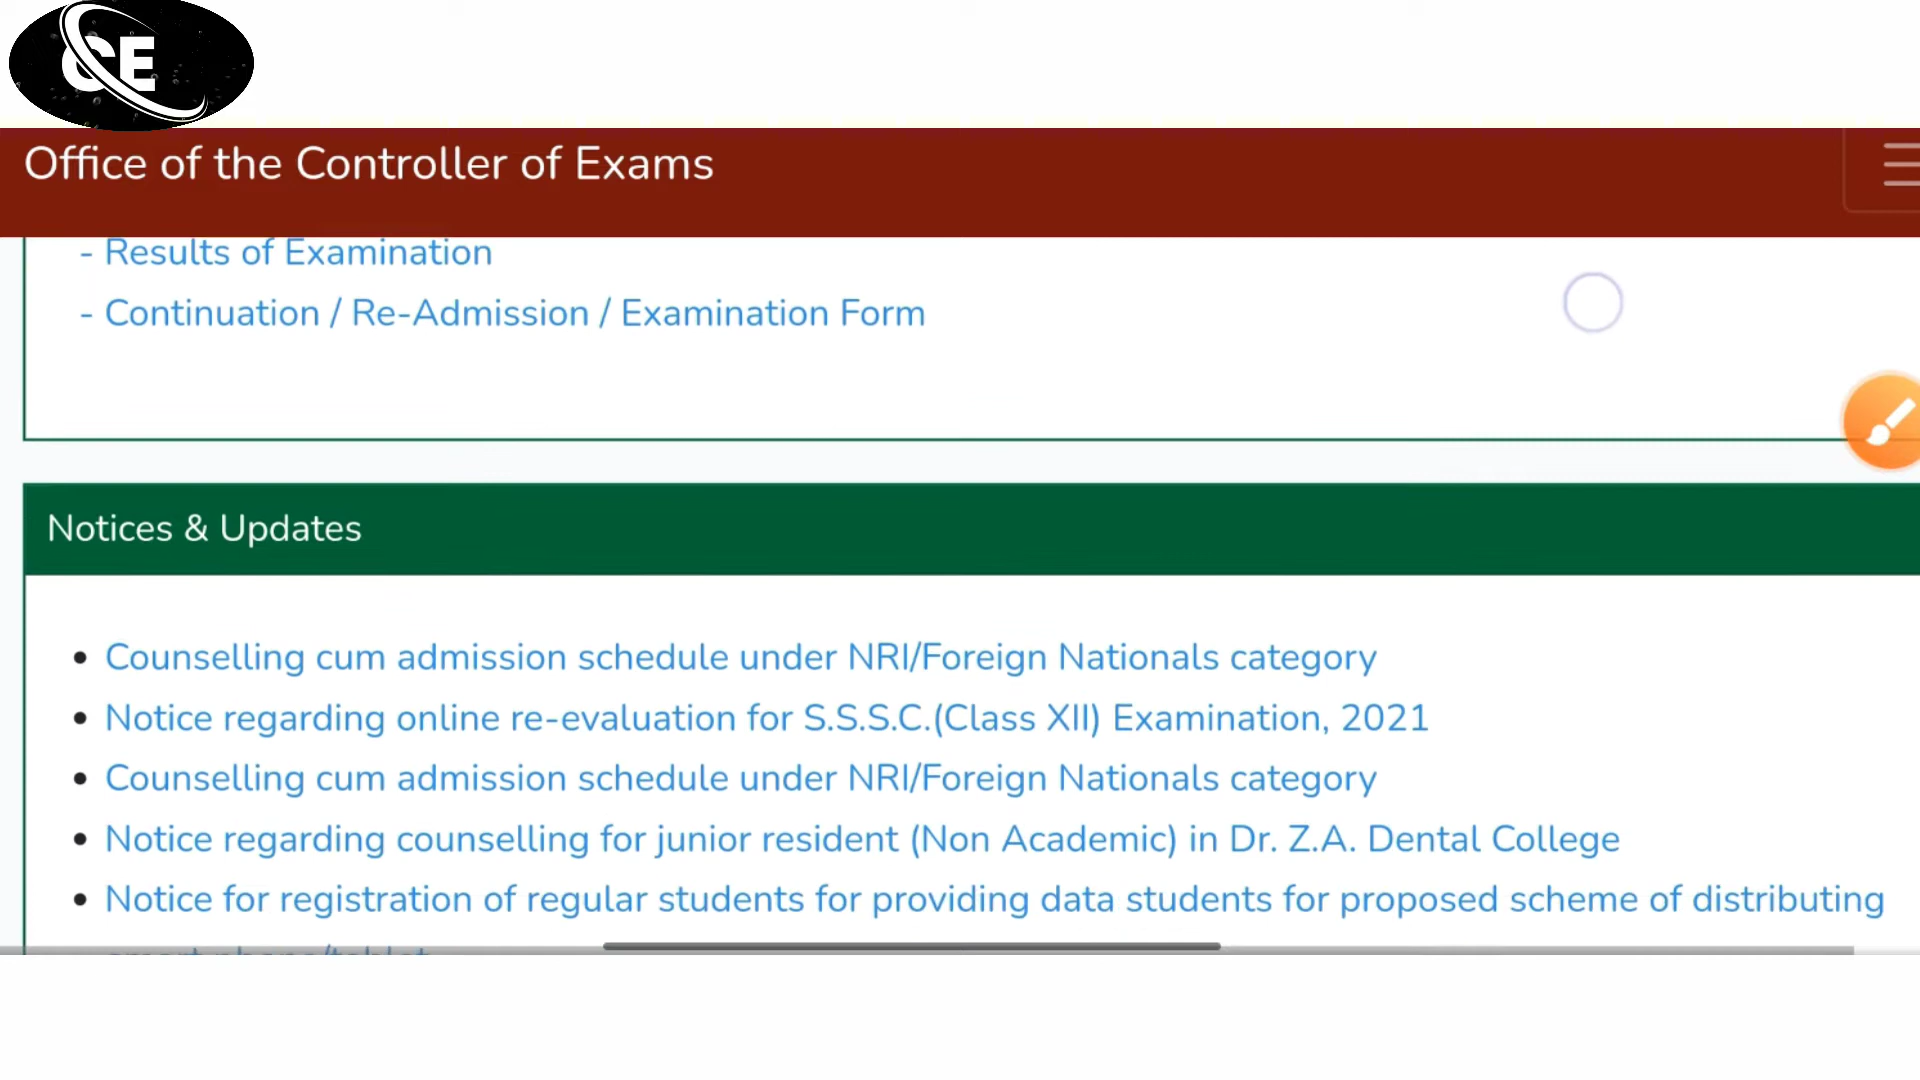 CE
Office of the Controller of Exams
- Results of Examination
- Continuation / Re-Admission / Examination Form
Notices & Updates
• Counselling cum admission schedule under NRI/Foreign Nationals category
• Notice regarding online re-evaluation for S.S.S.C.(Class XII) Examination, 2021
• Counselling cum admission schedule under NRI/Foreign Nationals category
• Notice regarding counselling for junior resident (Non Academic) in Dr. Z.A. Dental College
• Notice for registration of regular students for providing data students for proposed scheme of distributing
smart phone/tablet